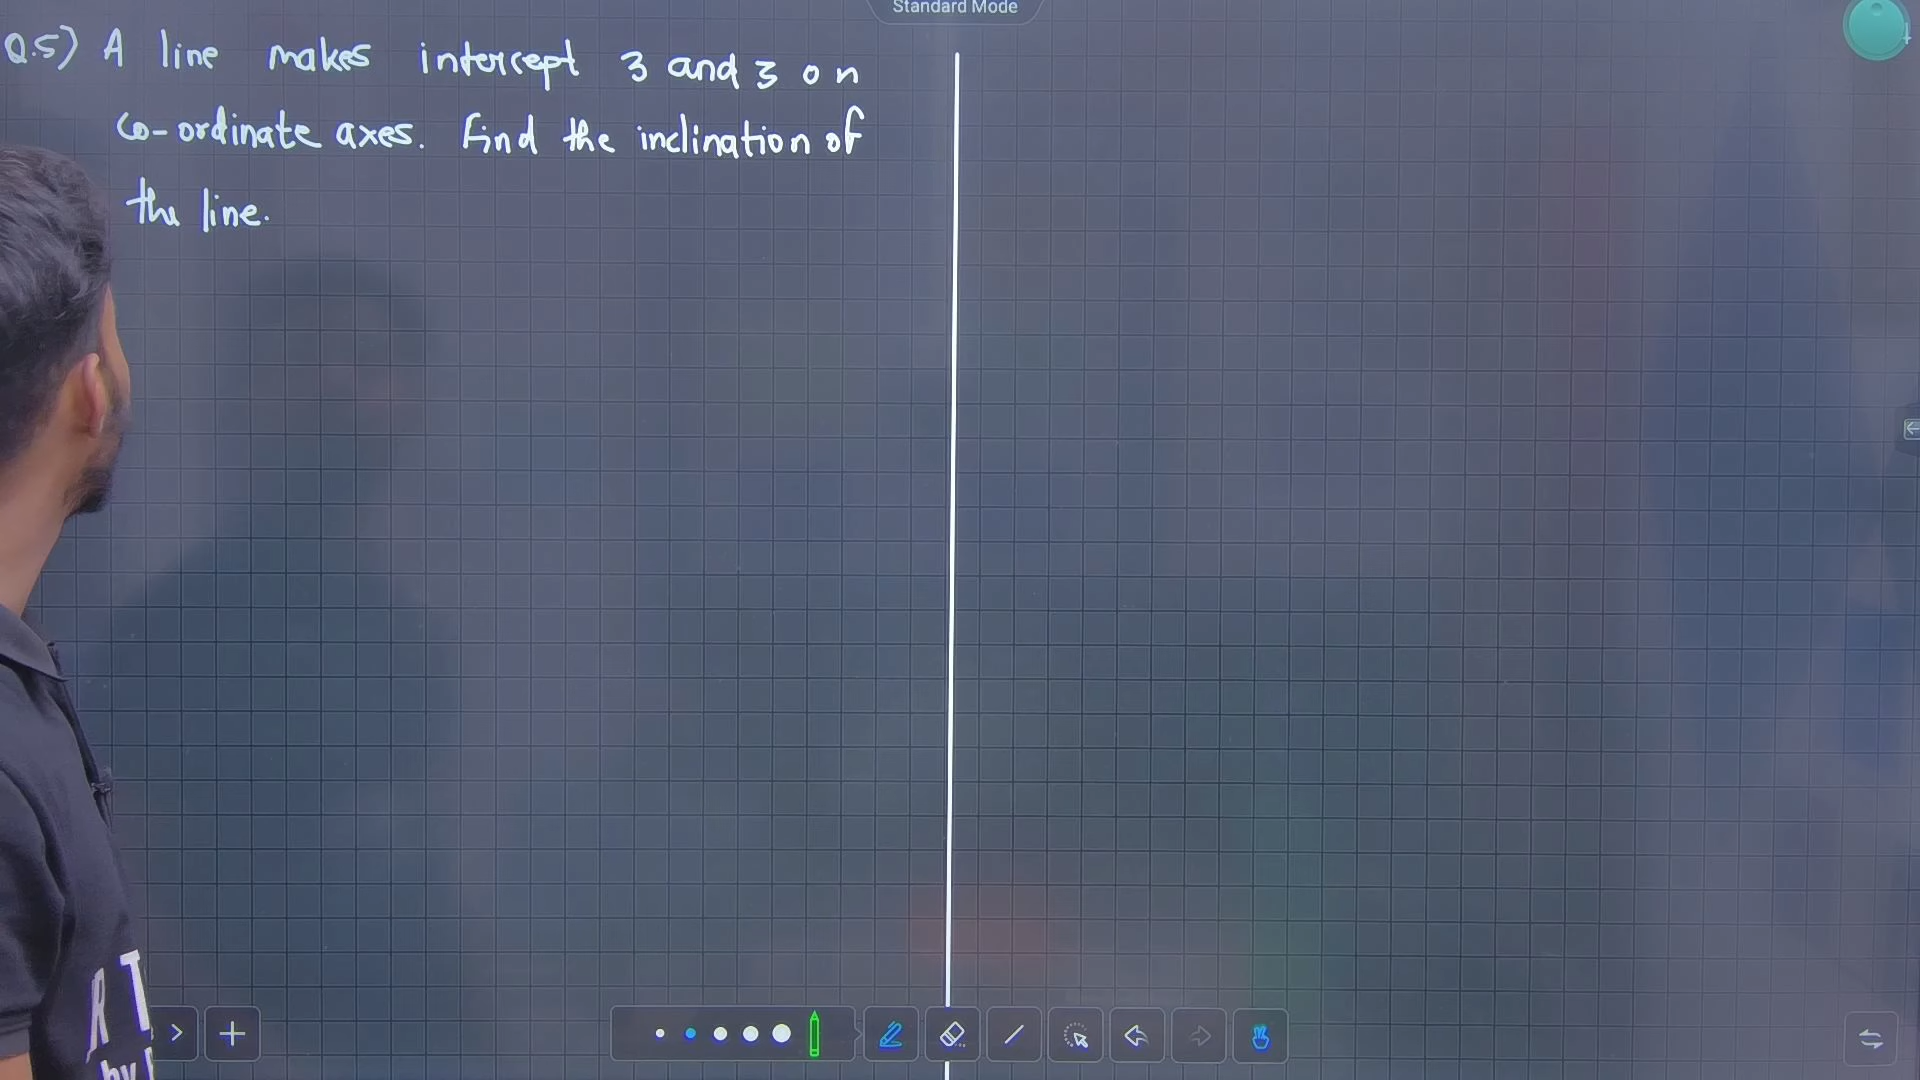 Standard Mode
Q.5) A line makes intercept 3 and 3 on
co-ordinate axes. Find the inclination of
the line.
R T
by